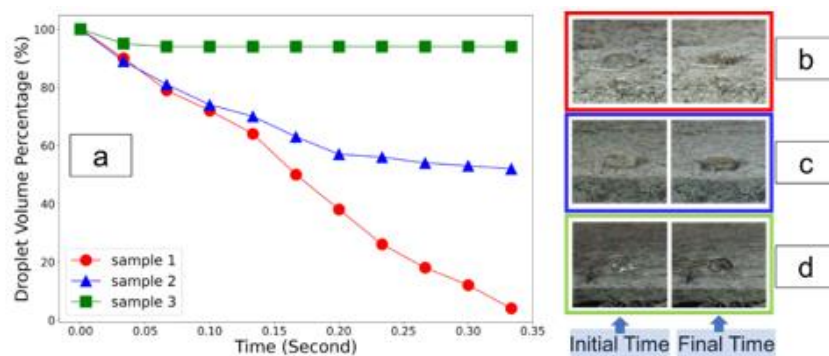 100
80
60
40
20
0
Droplet Volume Percentage (%)
a
sample 1
sample 2
sample 3
0.00 0.05 0.10 0.15 0.20 0.25 0.30 0.35
Time (Second)
b
c
d
Initial Time Final Time